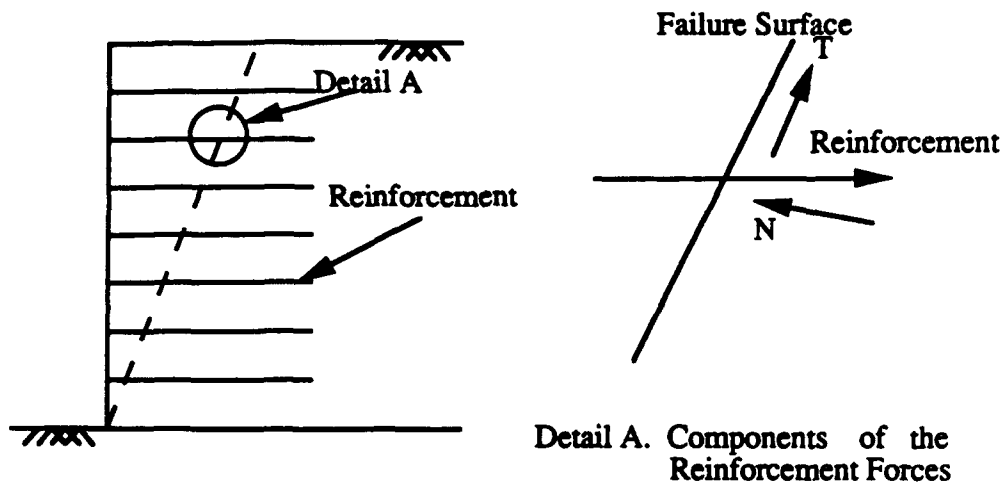 Detail A
Reinforcement
Failure Surface
T
Reinforcement
N
Detail A. Components of the
Reinforcement Forces